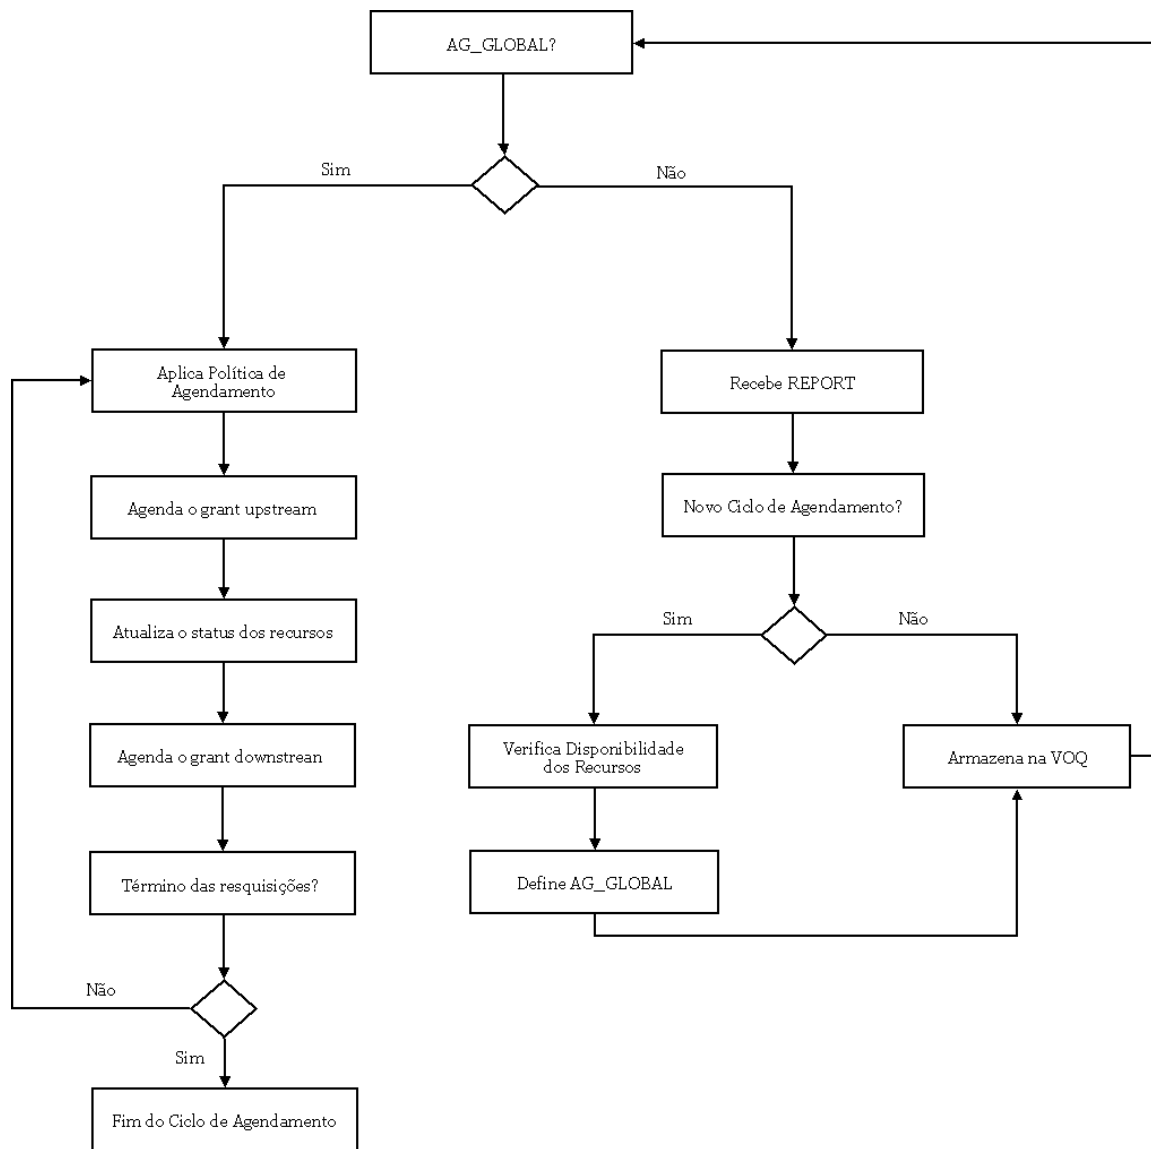 AG_GLOBAL?
Sim
Não
Aplica Política de
Agendamento
Recebe REPORT
Agenda o grant upstream
Novo Ciclo de Agendamento?
Atualiza o status dos recursos
Sim
Não
Agenda o grant downstrean
Verifica Disponibilidade
dos Recursos
Armazena na VOQ
Término das resquisições?
Define AG_GLOBAL
Não
Sim
Fim do Ciclo de Agendamento